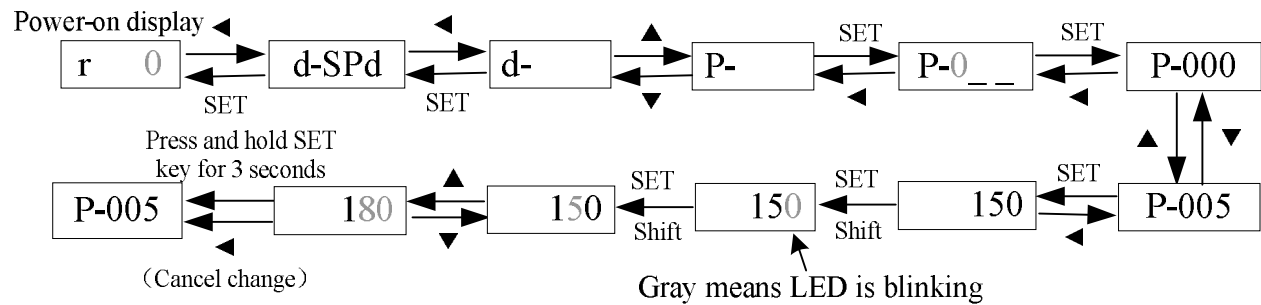 Power-on display
◀ ◀ ▲ SET SET
r 0 d-SPd d- P- P-0_ _ P-000
SET SET ▼ ◀ ◀
Press and hold SET
key for 3 seconds
▲ ▼
▲ SET SET SET
P-005 180 150 150 150 P-005
◀ ▼ Shift Shift ◀
（Cancel change）
Gray means LED is blinking